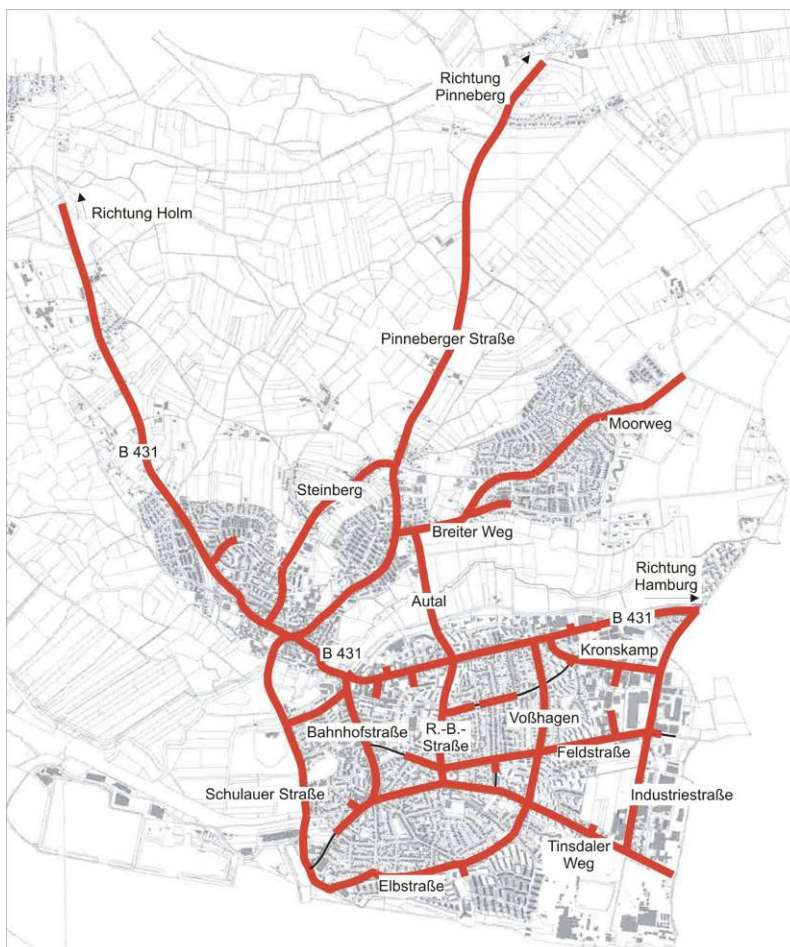 Richtung
Pinneberg
Richtung Holm
Pinneberger Straße
Moorweg
B 431
Steinberg
Breiter Weg
Richtung
Hamburg
Autal
B 431
B 431
Kronskamp
Voßhagen
R.-B.-
Straße
Bahnhofstraße
Feldstraße
Schulauer Straße
Industriestraße
Tinsdaler
Weg
Elbstraße